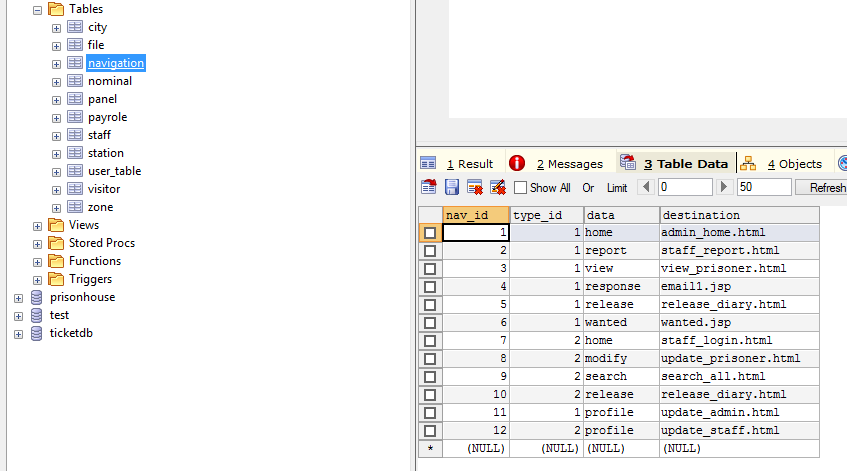 Tables
city
file
navigation
nominal
panel
payrole
staff
station
user_table
visitor
zone
Views
Stored Procs
Functions
Triggers
prisonhouse
test
ticketdb
1 Result 2 Messages 3 Table Data 4 Objects
Show All Or Limit 0 50 Refresh
nav_id type_id data destination
1 1 home admin_home.html
2 1 report staff_report.html
3 1 view view_prisoner.html
4 1 response email1.jsp
5 1 release release_diary.html
6 1 wanted wanted.jsp
7 2 home staff_login.html
8 2 modify update_prisoner.html
9 2 search search_all.html
10 2 release release_diary.html
11 1 profile update_admin.html
12 2 profile update_staff.html
* (NULL) (NULL) (NULL) (NULL)